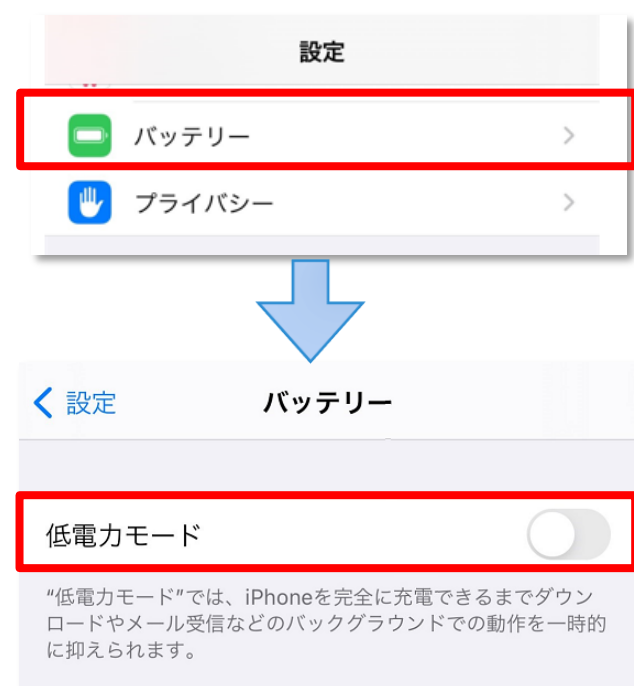 設定
バッテリー
プライバシー
設定
バッテリー
低電力モード
“低電力モード”では、iPhoneを完全に充電できるまでダウン
ロードやメール受信などのバックグラウンドでの動作を一時的
に抑えられます。